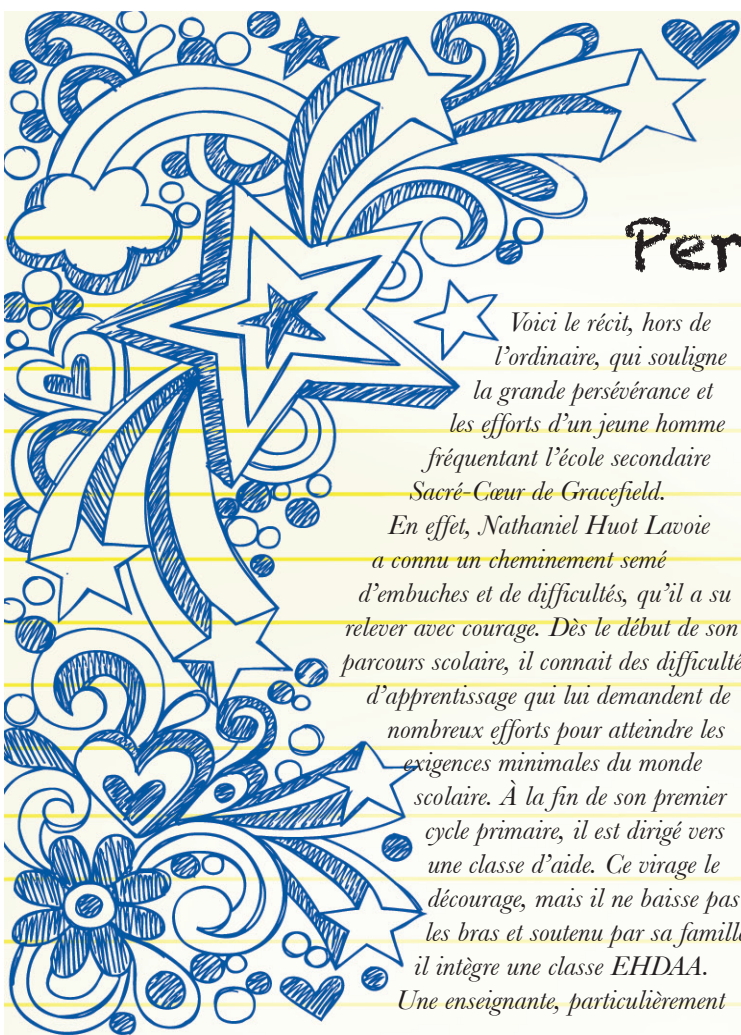 Per
Voici le récit, hors de
l’ordinaire, qui souligne
la grande persévérance et
les efforts d’un jeune homme
fréquentant l’école secondaire
Sacré-Cœur de Gracefield.
En effet, Nathaniel Huot Lavoie
a connu un cheminement semé
d’embuches et de difficultés, qu’il a su
relever avec courage. Dès le début de son
parcours scolaire, il connait des difficulté
d’apprentissage qui lui demandent de
nombreux efforts pour atteindre les
exigences minimales du monde
scolaire. À la fin de son premier
cycle primaire, il est dirigé vers
une classe d’aide. Ce virage le
décourage, mais il ne baisse pas
les bras et soutenu par sa famille
il intègre une classe EHDAA.
Une enseignante, particulièrement